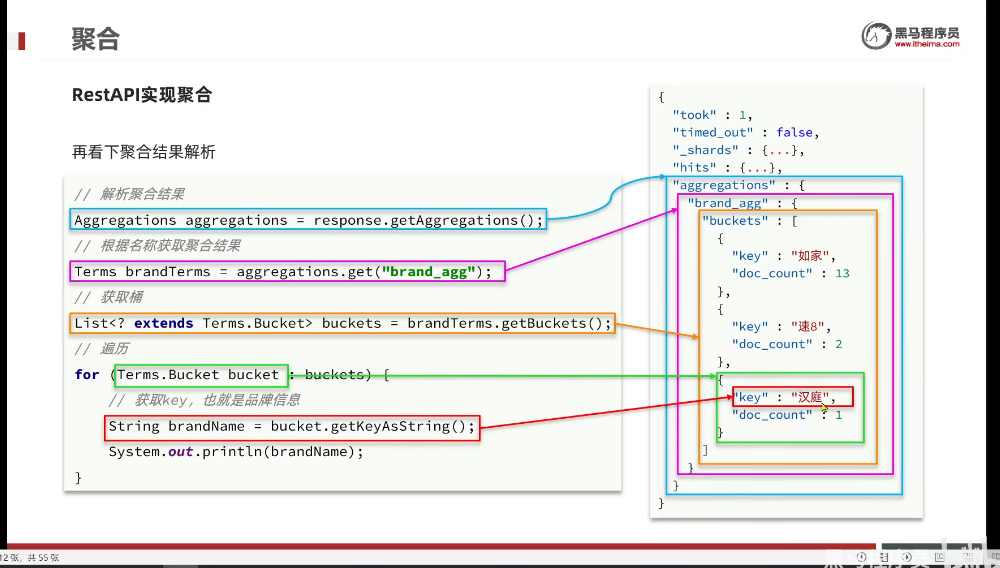 聚合
黑马程序员
www.itheima.com
RestAPI实现聚合
再看下聚合结果解析
// 解析聚合结果
Aggregations aggregations = response.getAggregations();
// 根据名称获取聚合结果
Terms brandTerms = aggregations.get("brand_agg");
// 获取桶
List<? extends Terms.Bucket> buckets = brandTerms.getBuckets();
// 遍历
for (Terms.Bucket bucket : buckets) {
// 获取key，也就是品牌信息
String brandName = bucket.getKeyAsString();
System.out.println(brandName);
}
{
"took" : 1,
"timed_out" : false,
"_shards" : {...},
"hits" : {...},
"aggregations" : {
"brand_agg" : {
"buckets" : [
{
"key" : "如家",
"doc_count" : 13
},
{
"key" : "速8",
"doc_count" : 2
},
{
"key" : "汉庭",
"doc_count" : 1
}
]
}
}
}
12 张，共 55 张